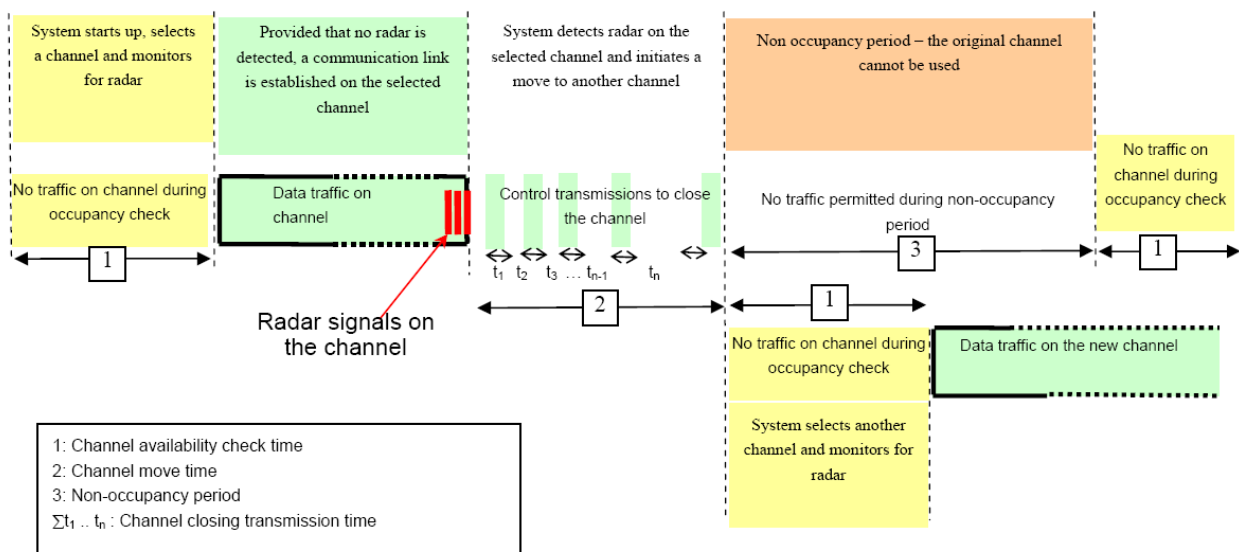 System starts up, selects
a channel and monitors
for radar
Provided that no radar is
detected, a communication link
is established on the selected
channel
System detects radar on the
selected channel and initiates a
move to another channel
Non occupancy period – the original channel
cannot be used
No traffic on channel during
occupancy check
Data traffic on
channel
Control transmissions to close
the channel
No traffic permitted during non-occupancy
period
No traffic on
channel during
occupancy check
1
t1 t2 t3 … tn-1 tn
2
3
1
Radar signals on
the channel
1
No traffic on channel during
occupancy check
Data traffic on the new channel
System selects another
channel and monitors for
radar
1: Channel availability check time
2: Channel move time
3: Non-occupancy period
∑t1 .. tn : Channel closing transmission time